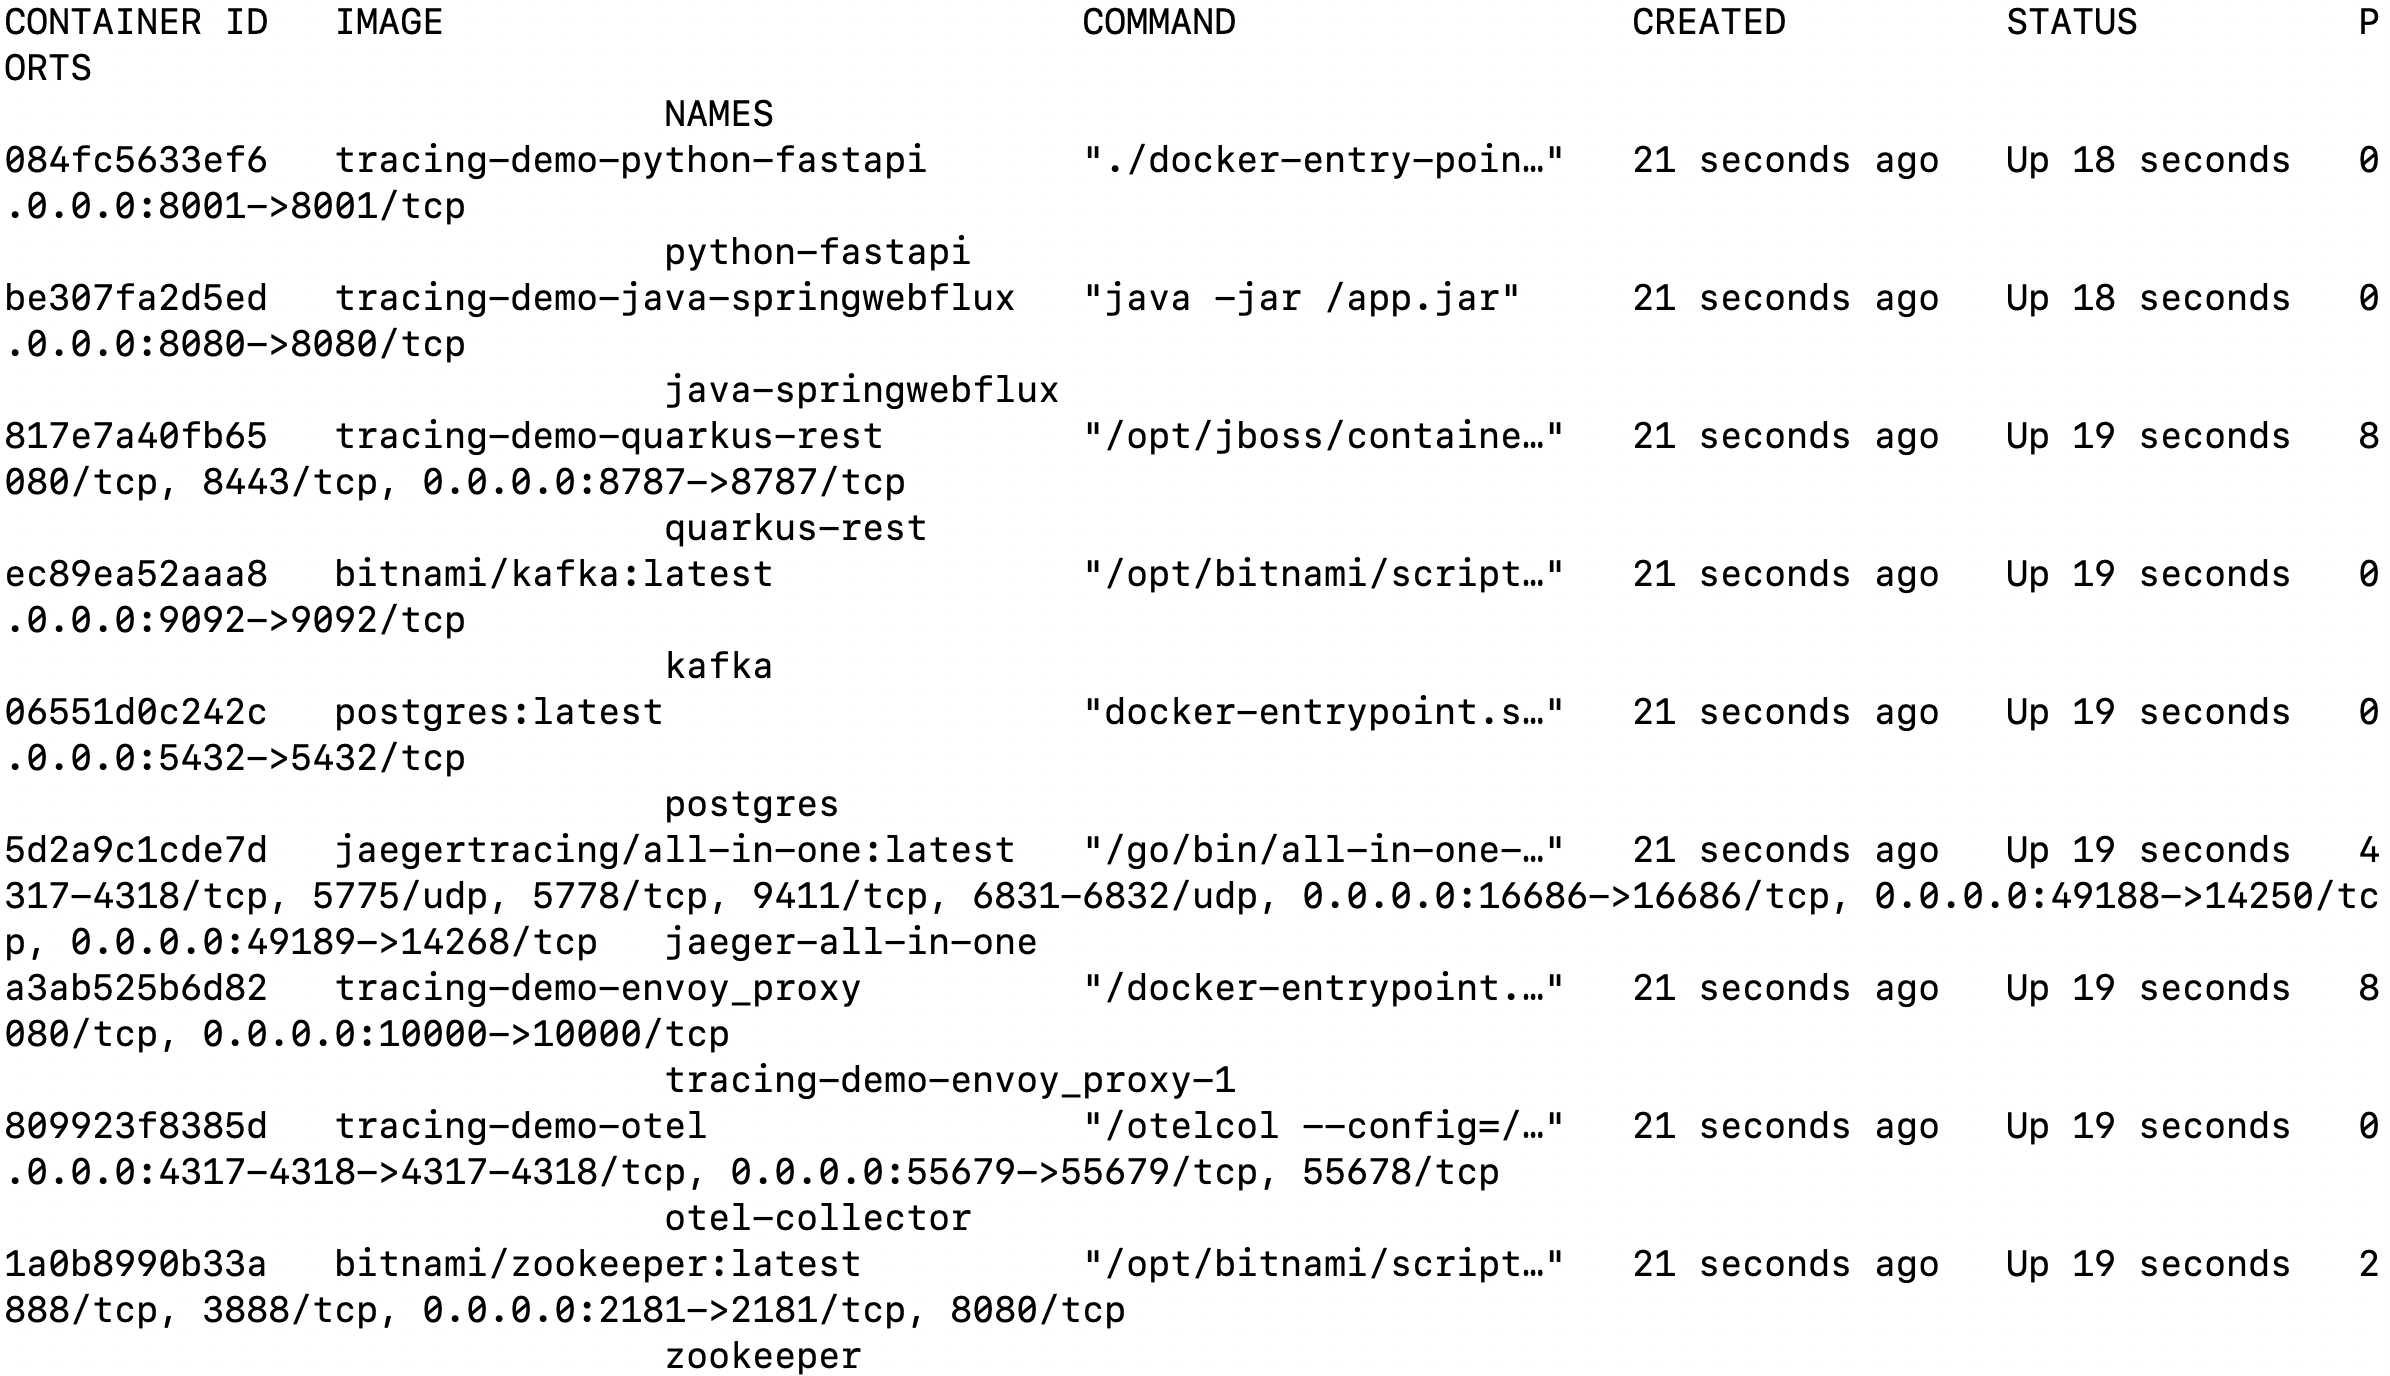 CONTAINER ID   IMAGE                             COMMAND                  CREATED          STATUS          P
ORTS
                              NAMES
084fc5633ef6   tracing-demo-python-fastapi       "./docker-entry-poin…"   21 seconds ago   Up 18 seconds   0
.0.0.0:8001->8001/tcp
                              python-fastapi
be307fa2d5ed   tracing-demo-java-springwebflux   "java -jar /app.jar"     21 seconds ago   Up 18 seconds   0
.0.0.0:8080->8080/tcp
                              java-springwebflux
817e7a40fb65   tracing-demo-quarkus-rest         "/opt/jboss/containe…"   21 seconds ago   Up 19 seconds   8
080/tcp, 8443/tcp, 0.0.0.0:8787->8787/tcp
                              quarkus-rest
ec89ea52aaa8   bitnami/kafka:latest              "/opt/bitnami/script…"   21 seconds ago   Up 19 seconds   0
.0.0.0:9092->9092/tcp
                              kafka
06551d0c242c   postgres:latest                   "docker-entrypoint.s…"   21 seconds ago   Up 19 seconds   0
.0.0.0:5432->5432/tcp
                              postgres
5d2a9c1cde7d   jaegertracing/all-in-one:latest   "/go/bin/all-in-one-…"   21 seconds ago   Up 19 seconds   4
317-4318/tcp, 5775/udp, 5778/tcp, 9411/tcp, 6831-6832/udp, 0.0.0.0:16686->16686/tcp, 0.0.0.0:49188->14250/tc
p, 0.0.0.0:49189->14268/tcp   jaeger-all-in-one
a3ab525b6d82   tracing-demo-envoy_proxy          "/docker-entrypoint.…"   21 seconds ago   Up 19 seconds   8
080/tcp, 0.0.0.0:10000->10000/tcp
                              tracing-demo-envoy_proxy-1
809923f8385d   tracing-demo-otel                 "/otelcol --config=/…"   21 seconds ago   Up 19 seconds   0
.0.0.0:4317-4318->4317-4318/tcp, 0.0.0.0:55679->55679/tcp, 55678/tcp
                              otel-collector
1a0b8990b33a   bitnami/zookeeper:latest          "/opt/bitnami/script…"   21 seconds ago   Up 19 seconds   2
888/tcp, 3888/tcp, 0.0.0.0:2181->2181/tcp, 8080/tcp
                              zookeeper